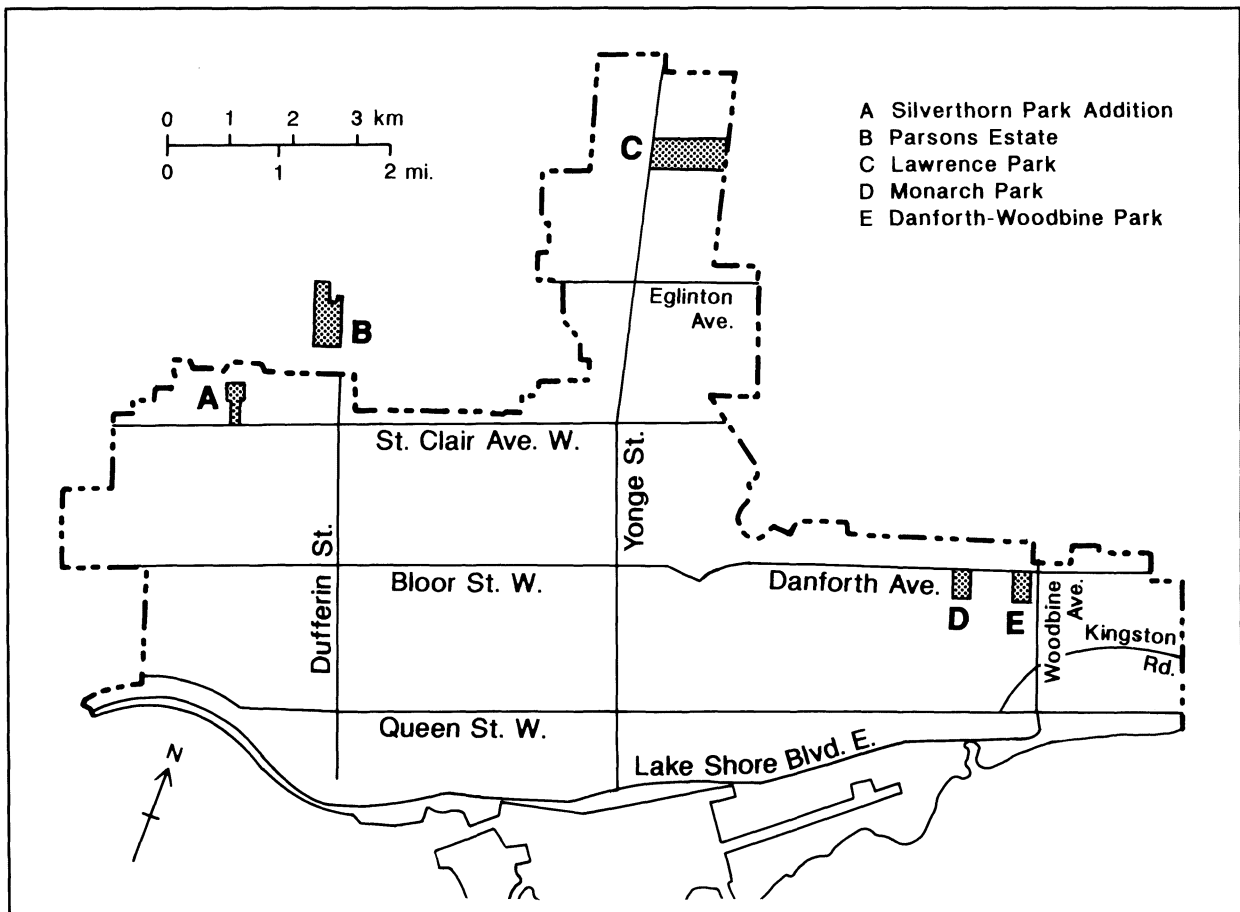 0 1 2 3 km
0 1 2 mi.
A Silverthorn Park Addition
B Parsons Estate
C Lawrence Park
D Monarch Park
E Danforth-Woodbine Park
C
Eglinton
Ave.
B
A
St. Clair Ave. W.
Yonge St.
Dufferin St.
Bloor St. W.
Danforth Ave.
D
E
Woodbine
Ave.
Kingston
Rd.
Queen St. W.
Lake Shore Blvd. E.
N